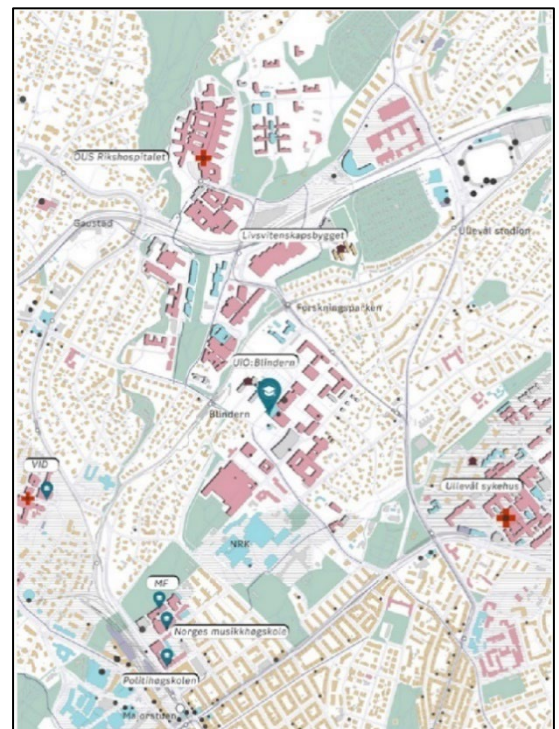 OUS Rikshospitalet
Gaustad
Livsvitenskapsbygget
Ullevål stadion
Forskningsparken
UiO:Blindern
Blindern
VID
Ullevål sykehus
NRK
MF
Norges musikkhøgskole
Politihøgskolen
Majorstuen